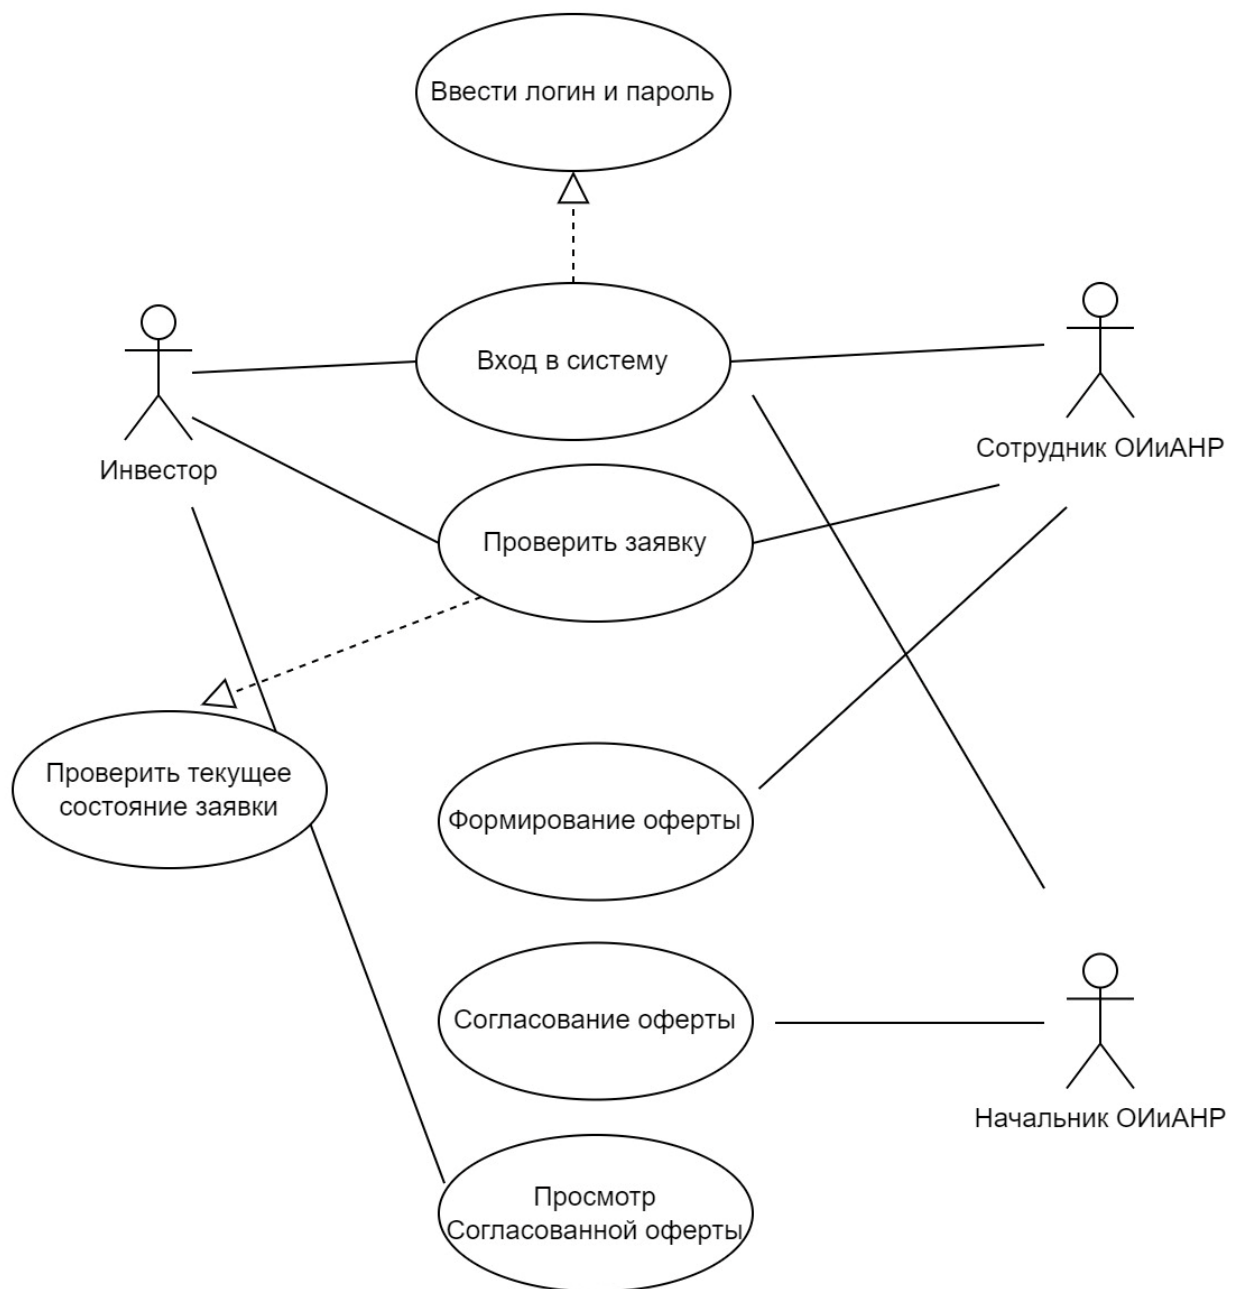 Ввести логин и пароль
Вход в систему
Инвестор
Сотрудник ОИиАНР
Проверить заявку
Проверить текущее
состояние заявки
Формирование оферты
Согласование оферты
Начальник ОИиАНР
Просмотр
Согласованной оферты